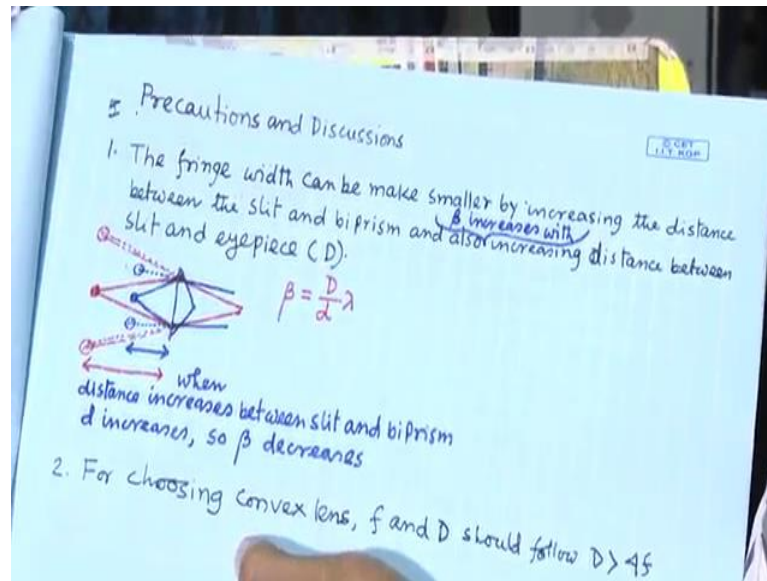 I. Precautions and Discussions
© CET
I.I.T. KGP
1. The fringe width can be make smaller by increasing the distance
between the slit and biprism and also increasing distance between
β increases with
slit and eyepiece (D).
β = D/d λ
when
distance increases between slit and biprism
d increases, so β decreases
2. For choosing convex lens, f and D should follow D > 4f